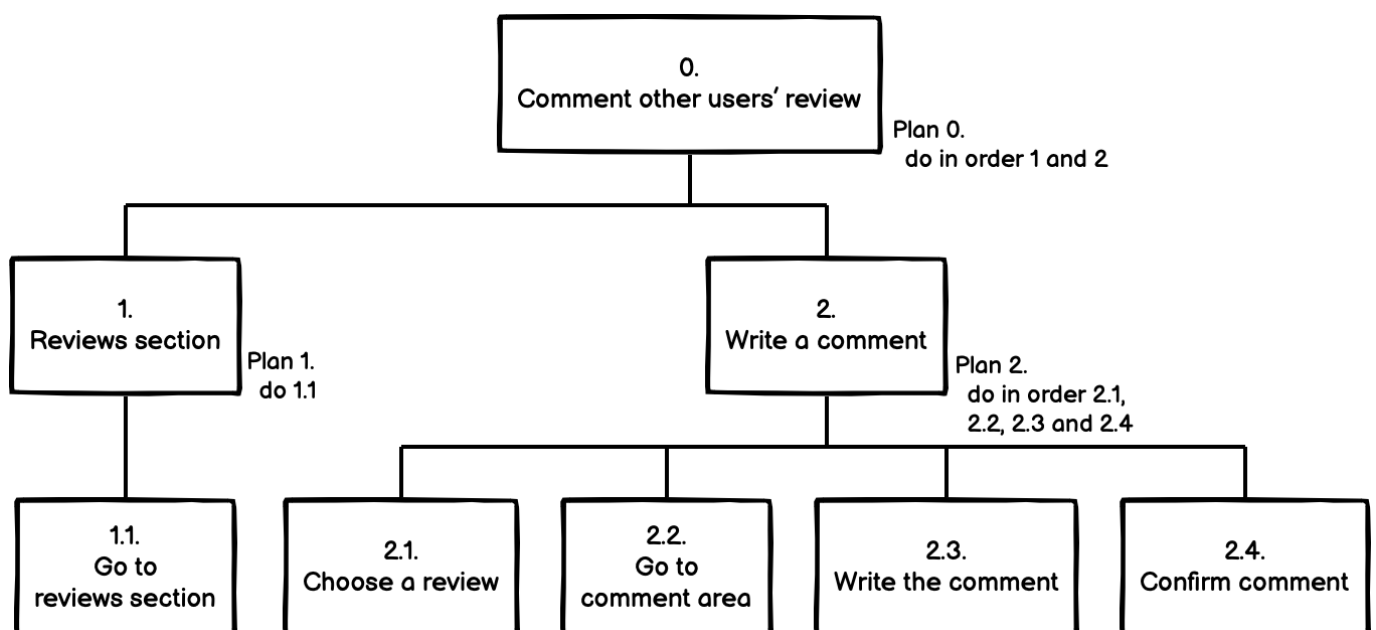 0.
Comment other users’ review
Plan 0.
do in order 1 and 2
1.
Reviews section
Plan 1.
do 1.1
2.
Write a comment
Plan 2.
do in order 2.1,
2.2, 2.3 and 2.4
1.1.
Go to
reviews section
2.1.
Choose a review
2.2.
Go to
comment area
2.3.
Write the comment
2.4.
Confirm comment